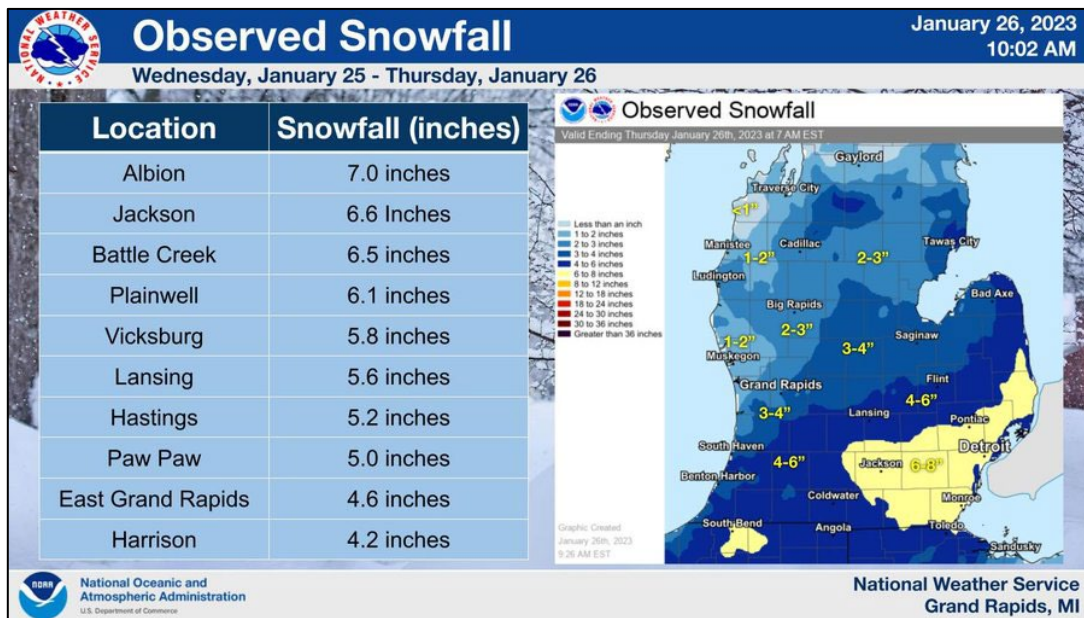 NATIONAL WEATHER SERVICE
Observed Snowfall
January 26, 2023
10:02 AM
Wednesday, January 25 - Thursday, January 26
Location Snowfall (inches)
Albion 7.0 inches
Jackson 6.6 Inches
Battle Creek 6.5 inches
Plainwell 6.1 inches
Vicksburg 5.8 inches
Lansing 5.6 inches
Hastings 5.2 inches
Paw Paw 5.0 inches
East Grand Rapids 4.6 inches
Harrison 4.2 inches
Observed Snowfall
Valid Ending Thursday January 26th, 2023 at 7 AM EST
Less than an inch
1 to 2 inches
2 to 3 inches
3 to 4 inches
4 to 6 inches
6 to 8 inches
8 to 12 inches
12 to 18 inches
18 to 24 inches
24 to 30 inches
30 to 36 inches
Greater than 36 inches
Gaylord
Traverse City
<1"
Manistee
Cadillac
Tawas City
1-2"
2-3"
Ludington
Bad Axe
Big Rapids
2-3"
Saginaw
1-2"
3-4"
Muskegon
Grand Rapids
Flint
4-6"
3-4"
Lansing
Pontiac
South Haven
Detroit
4-6"
Jackson
6-8"
Benton Harbor
Coldwater
Monroe
South Bend
Angola
Toledo
Sandusky
Graphic Created
January 26th, 2023
9:26 AM EST
NOAA
National Oceanic and
Atmospheric Administration
U.S. Department of Commerce
National Weather Service
Grand Rapids, MI